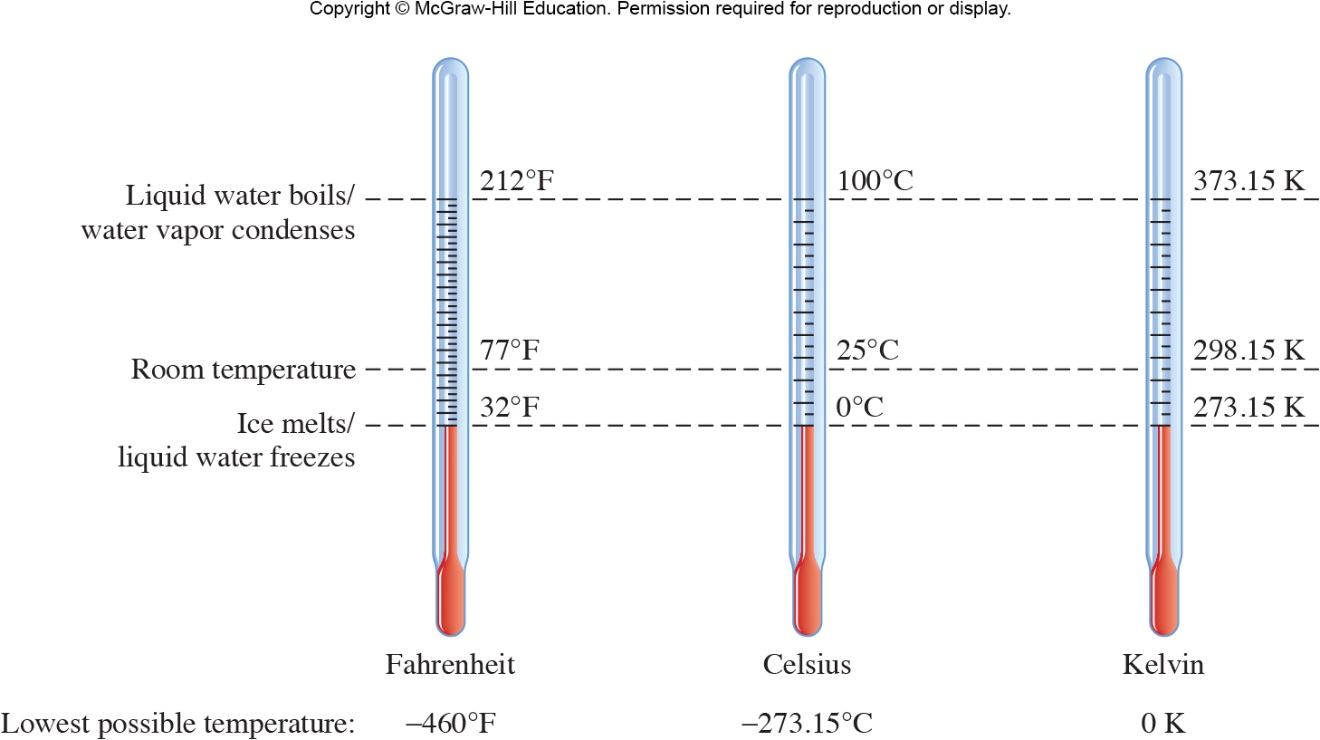 Copyright © McGraw-Hill Education. Permission required for reproduction or display.
Liquid water boils/
water vapor condenses
212°F
100°C
373.15 K
Room temperature
77°F
25°C
298.15 K
Ice melts/
liquid water freezes
32°F
0°C
273.15 K
Fahrenheit
Celsius
Kelvin
Lowest possible temperature: –460°F –273.15°C 0 K